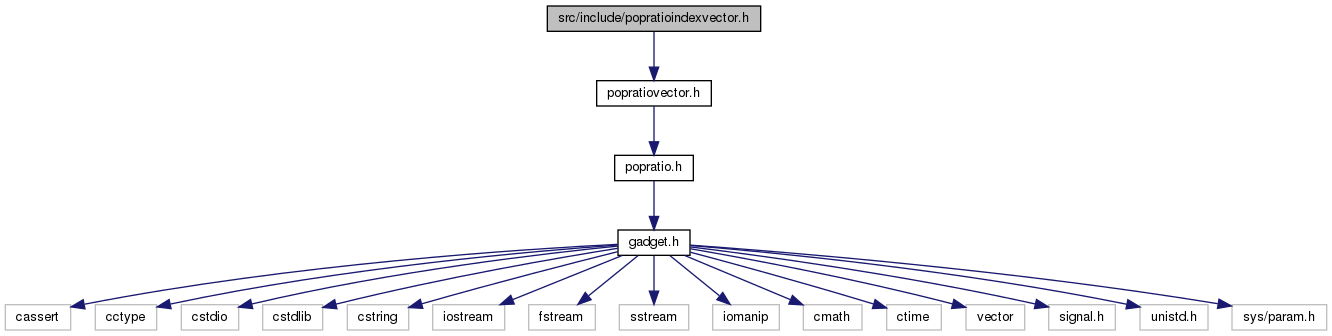 src/include/popratioindexvector.h
popratiovector.h
popratio.h
gadget.h
cassert
cctype
cstdio
cstdlib
cstring
iostream
fstream
sstream
iomanip
cmath
ctime
vector
signal.h
unistd.h
sys/param.h